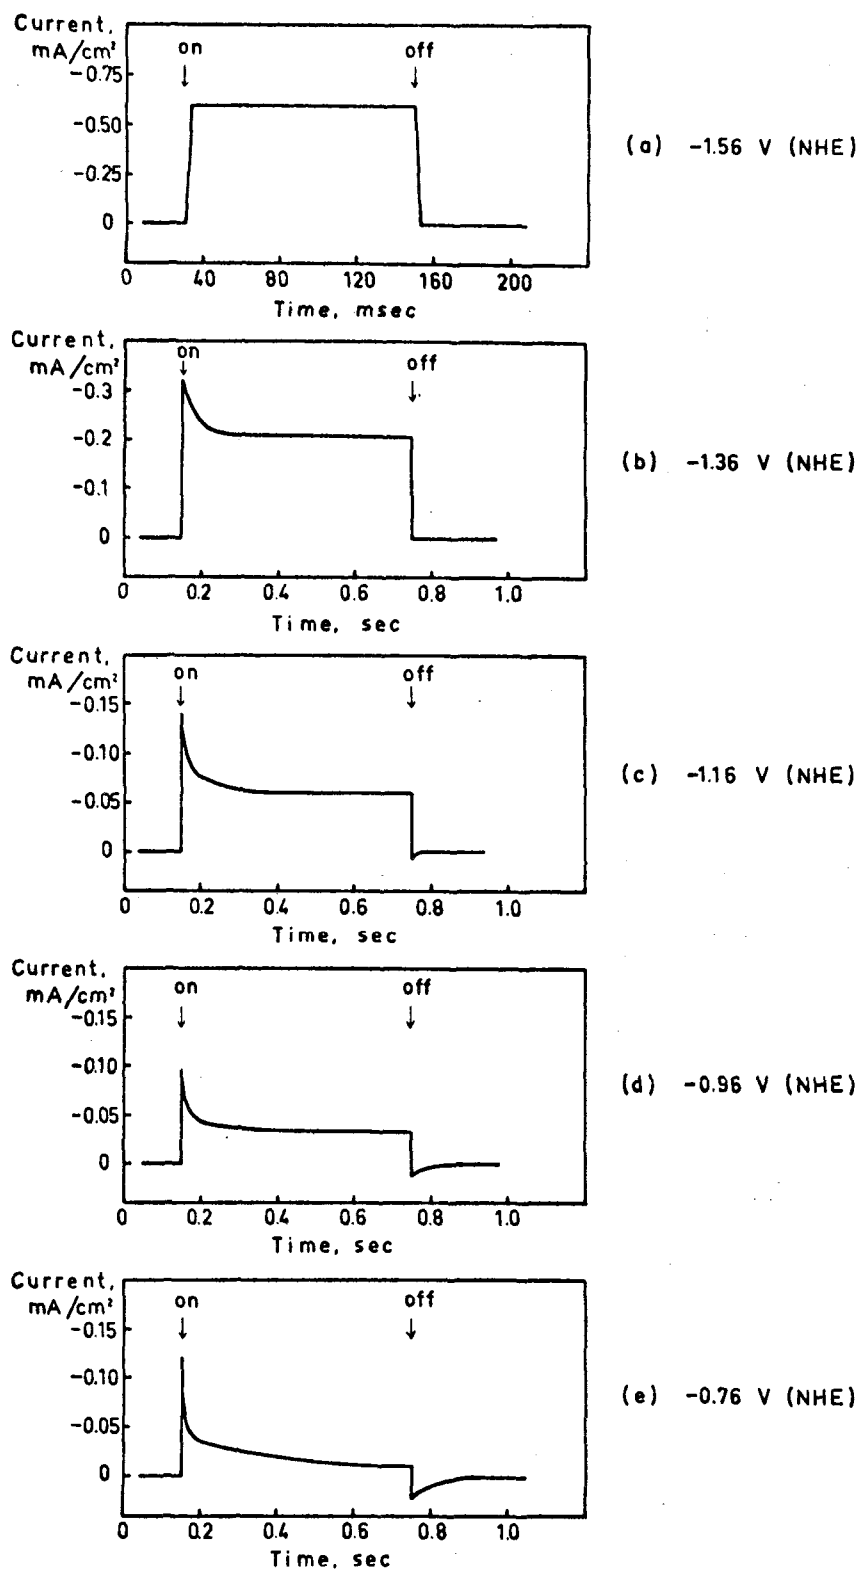 Current,
mA/cm²
on
off
-0.75
-0.50
-0.25
0
0 40 80 120 160 200
Time, msec
(a) -1.56 V (NHE)
Current,
mA/cm²
on
off
-0.3
-0.2
-0.1
0
0 0.2 0.4 0.6 0.8 1.0
Time, sec
(b) -1.36 V (NHE)
Current,
mA/cm²
on
off
-0.15
-0.10
-0.05
0
0 0.2 0.4 0.6 0.8 1.0
Time, sec
(c) -1.16 V (NHE)
Current,
mA/cm²
on
off
-0.15
-0.10
-0.05
0
0 0.2 0.4 0.6 0.8 1.0
Time, sec
(d) -0.96 V (NHE)
Current,
mA/cm²
on
off
-0.15
-0.10
-0.05
0
0 0.2 0.4 0.6 0.8 1.0
Time, sec
(e) -0.76 V (NHE)